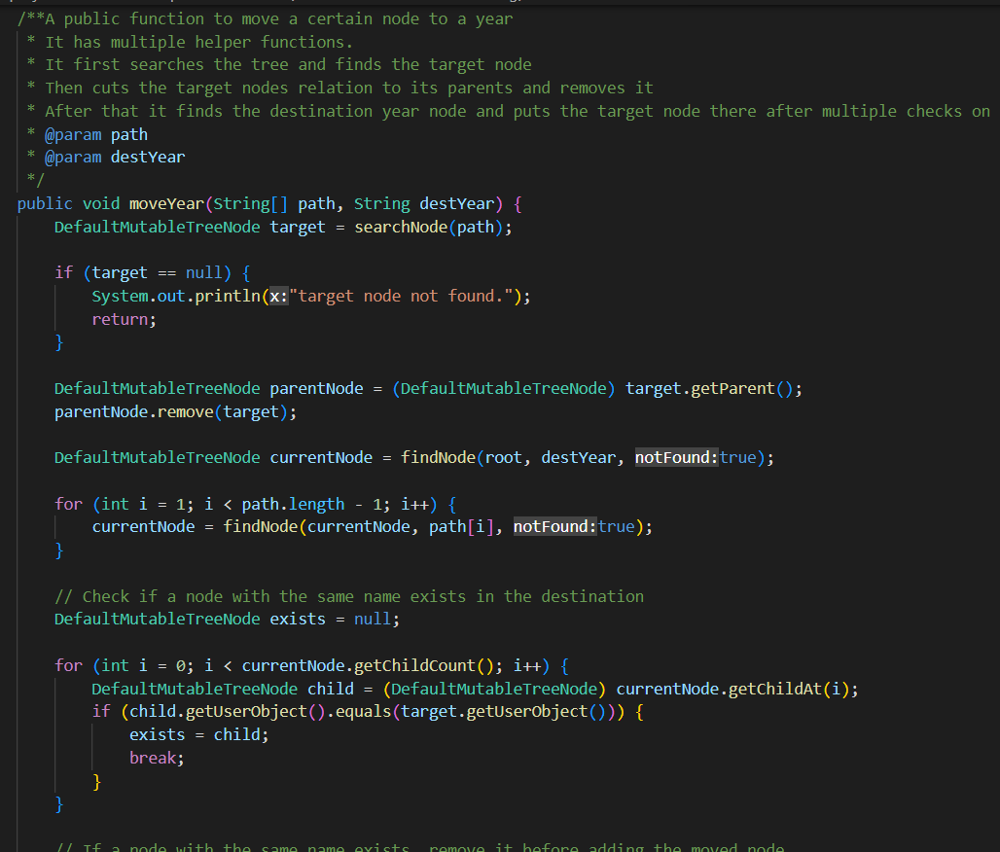 /**A public function to move a certain node to a year
 * It has multiple helper functions.
 * It first searches the tree and finds the target node
 * Then cuts the target nodes relation to its parents and removes it
 * After that it finds the destination year node and puts the target node there after multiple checks on
 * @param path
 * @param destYear
 */
public void moveYear(String[] path, String destYear) {
    DefaultMutableTreeNode target = searchNode(path);
    if (target == null) {
        System.out.println(x:"target node not found.");
        return;
    }
    DefaultMutableTreeNode parentNode = (DefaultMutableTreeNode) target.getParent();
    parentNode.remove(target);
    DefaultMutableTreeNode currentNode = findNode(root, destYear, notFound:true);
    for (int i = 1; i < path.length - 1; i++) {
        currentNode = findNode(currentNode, path[i], notFound:true);
    }
    // Check if a node with the same name exists in the destination
    DefaultMutableTreeNode exists = null;
    for (int i = 0; i < currentNode.getChildCount(); i++) {
        DefaultMutableTreeNode child = (DefaultMutableTreeNode) currentNode.getChildAt(i);
        if (child.getUserObject().equals(target.getUserObject())) {
            exists = child;
            break;
        }
    }
    // If a node with the same name exists, remove it before adding the moved node